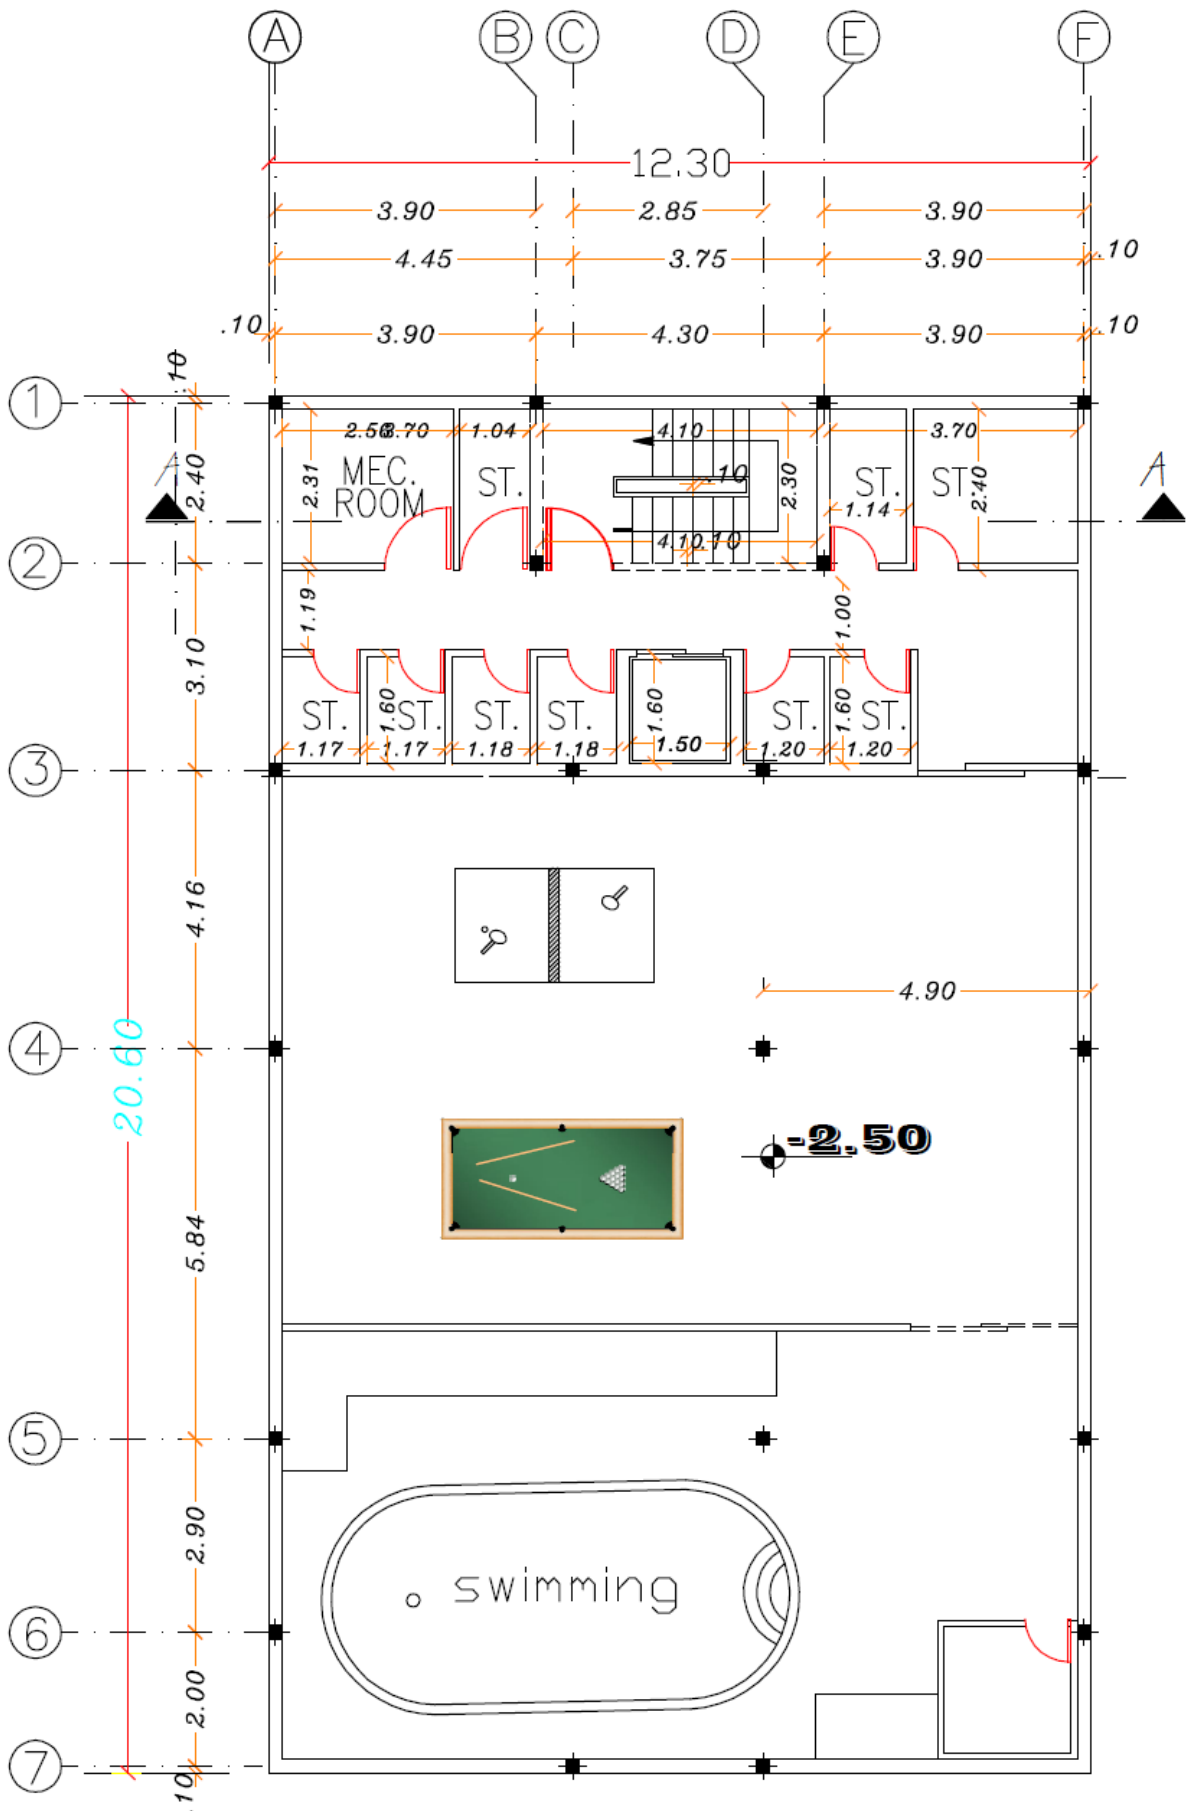 A B C D E F
12.30
3.90 2.85 3.90
4.45 3.75 3.90 .10
.10 3.90 4.30 3.90 .10
.10
1
2.56 3.70 1.04 4.10 3.70
A 2.40 2.31 MEC. ST. .10 2.30 ST. ST. 2.40 A
ROOM 1.14
2 4.10 .10
1.19 1.00
3.10
ST. 1.60 ST. ST. ST. 1.60 ST. 1.60 ST.
1.17 1.17 1.18 1.18 1.50 1.20 1.20
3
4.16
4.90
4
20.60
-2.50
5.84
5
2.90
swimming
6
2.00
7
.10